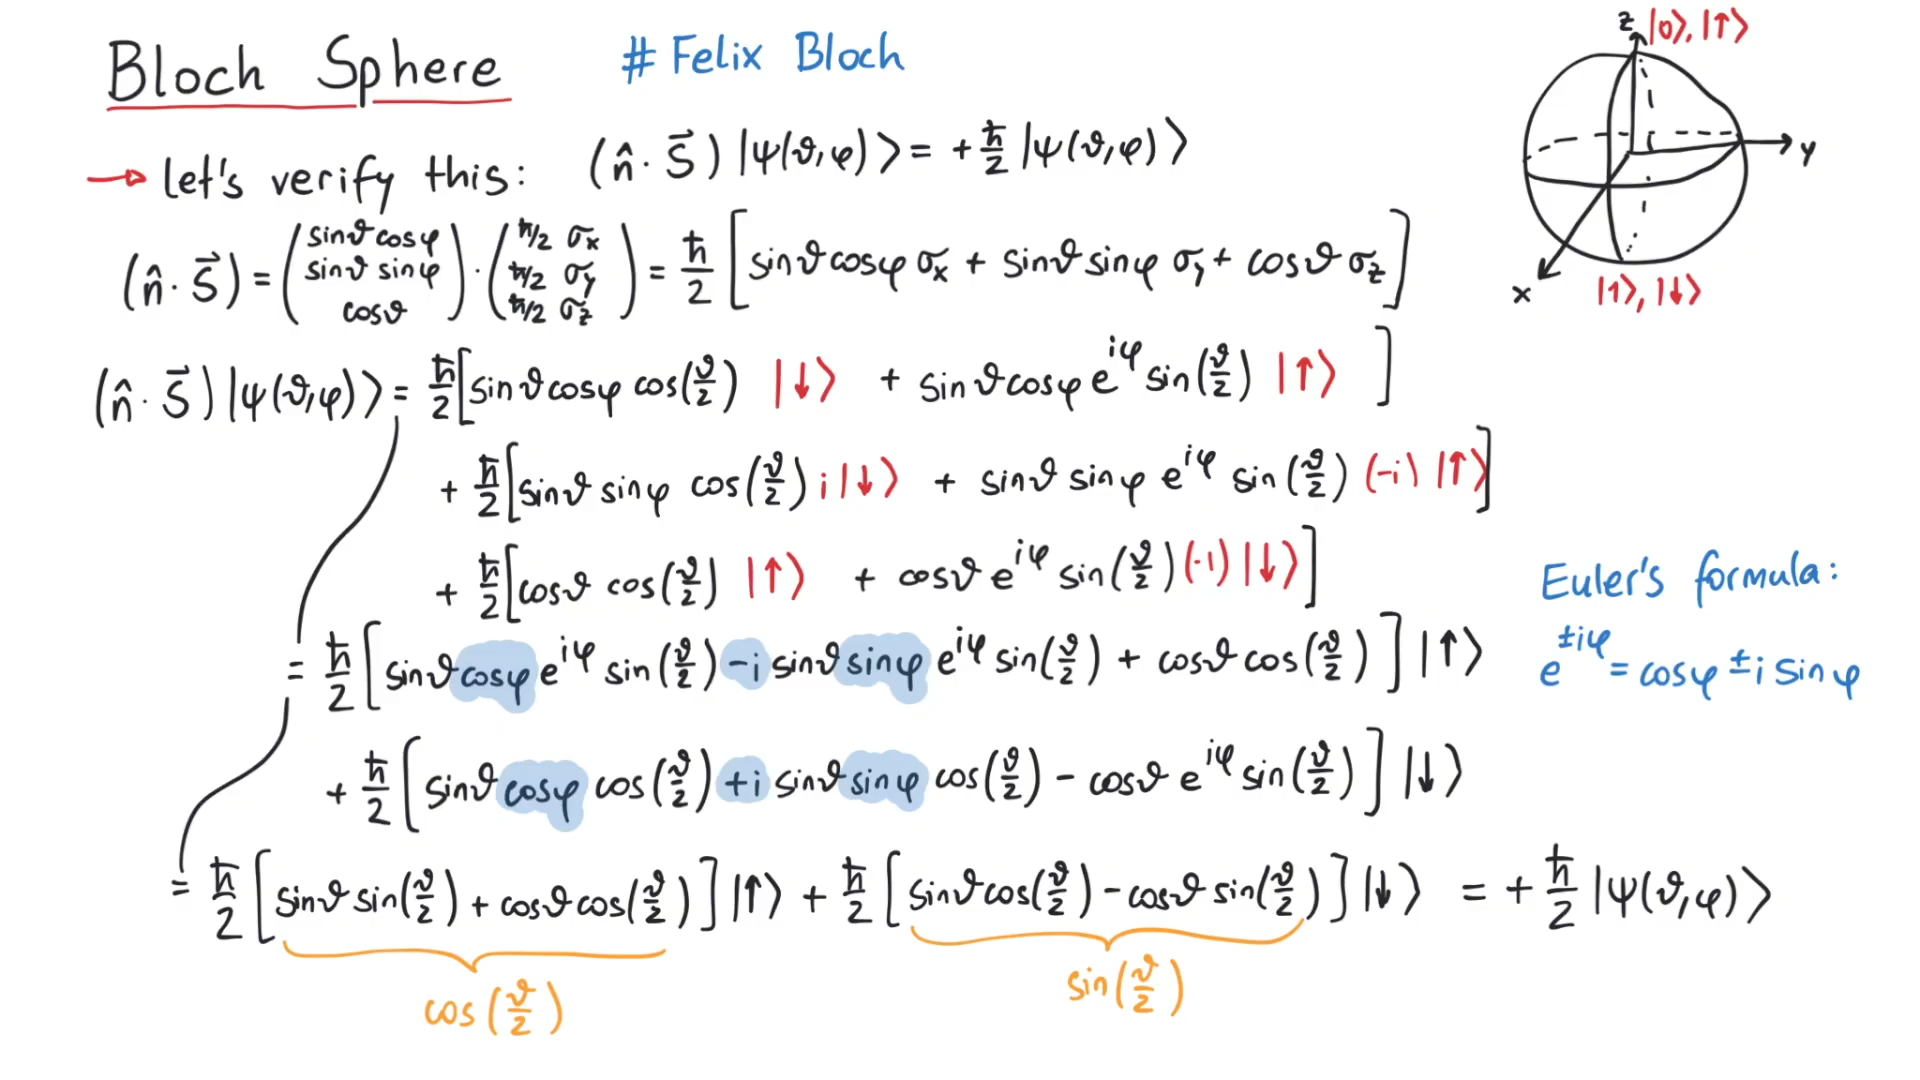 Bloch Sphere
# Felix Bloch
→ Let's verify this: (n̂ · S⃗) |ψ(ϑ,φ)⟩ = + ħ/2 |ψ(ϑ,φ)⟩
(n̂ · S⃗) = (sinϑ cosφ, sinϑ sinφ, cosϑ) · (ħ/2 σx, ħ/2 σy, ħ/2 σz) = ħ/2 [sinϑ cosφ σx + sinϑ sinφ σy + cosϑ σz]
(n̂ · S⃗) |ψ(ϑ,φ)⟩ = ħ/2 [sinϑ cosφ cos(ϑ/2) |↓⟩ + sinϑ cosφ e^{iφ} sin(ϑ/2) |↑⟩ ]
+ ħ/2 [sinϑ sinφ cos(ϑ/2) i |↓⟩ + sinϑ sinφ e^{iφ} sin(ϑ/2) (-i) |↑⟩]
+ ħ/2 [cosϑ cos(ϑ/2) |↑⟩ + cosϑ e^{iφ} sin(ϑ/2) (-1) |↓⟩]
= ħ/2 [sinϑ cosφ e^{iφ} sin(ϑ/2) -i sinϑ sinφ e^{iφ} sin(ϑ/2) + cosϑ cos(ϑ/2)] |↑⟩
+ ħ/2 [sinϑ cosφ cos(ϑ/2) +i sinϑ sinφ cos(ϑ/2) - cosϑ e^{iφ} sin(ϑ/2)] |↓⟩
= ħ/2 [sinϑ sin(ϑ/2) + cosϑ cos(ϑ/2)] |↑⟩ + ħ/2 [sinϑ cos(ϑ/2) - cosϑ sin(ϑ/2)] |↓⟩ = + ħ/2 |ψ(ϑ,φ)⟩
cos(ϑ/2)
sin(ϑ/2)
z |0⟩, |↑⟩
y
x
|1⟩, |↓⟩
Euler's formula:
e^{±iφ} = cosφ ± i sinφ